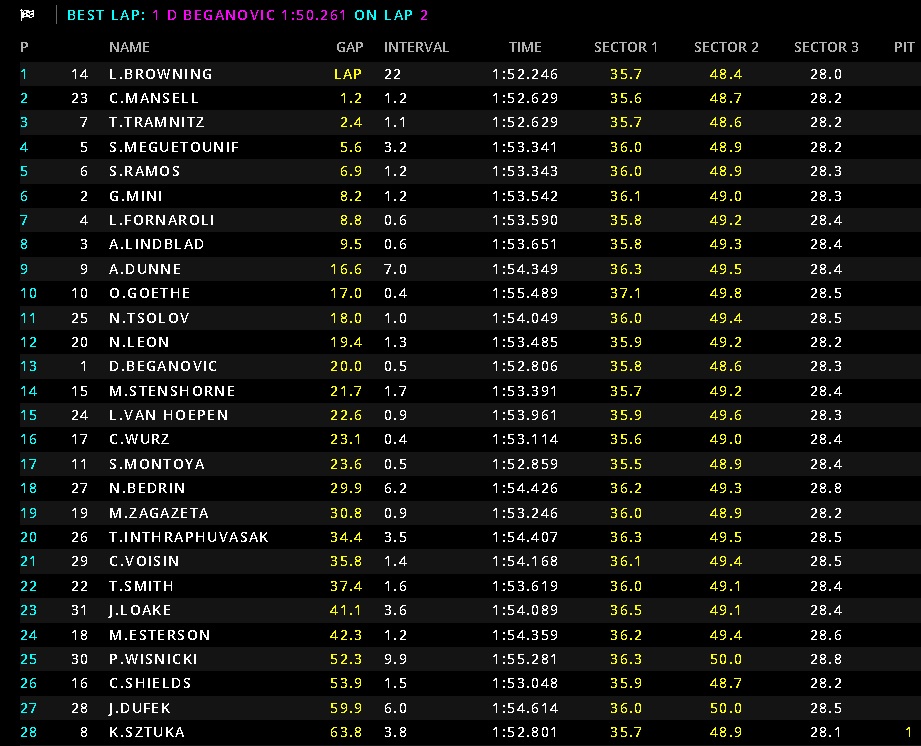 BEST LAP: 1 D BEGANOVIC 1:50.261 ON LAP 2
P NAME GAP INTERVAL TIME SECTOR 1 SECTOR 2 SECTOR 3 PIT
1 14 L.BROWNING LAP 22 1:52.246 35.7 48.4 28.0
2 23 C.MANSELL 1.2 1.2 1:52.629 35.6 48.7 28.2
3 7 T.TRAMNITZ 2.4 1.1 1:52.629 35.7 48.6 28.2
4 5 S.MEGUETOUNIF 5.6 3.2 1:53.341 36.0 48.9 28.2
5 6 S.RAMOS 6.9 1.2 1:53.343 36.0 48.9 28.3
6 2 G.MINI 8.2 1.2 1:53.542 36.1 49.0 28.3
7 4 L.FORNAROLI 8.8 0.6 1:53.590 35.8 49.2 28.4
8 3 A.LINDBLAD 9.5 0.6 1:53.651 35.8 49.3 28.4
9 9 A.DUNNE 16.6 7.0 1:54.349 36.3 49.5 28.4
10 10 O.GOETHE 17.0 0.4 1:55.489 37.1 49.8 28.5
11 25 N.TSOLOV 18.0 1.0 1:54.049 36.0 49.4 28.5
12 20 N.LEON 19.4 1.3 1:53.485 35.9 49.2 28.2
13 1 D.BEGANOVIC 20.0 0.5 1:52.806 35.8 48.6 28.3
14 15 M.STENSHORNE 21.7 1.7 1:53.391 35.7 49.2 28.4
15 24 L.VAN HOEPEN 22.6 0.9 1:53.961 35.9 49.6 28.3
16 17 C.WURZ 23.1 0.4 1:53.114 35.6 49.0 28.4
17 11 S.MONTOYA 23.6 0.5 1:52.859 35.5 48.9 28.4
18 27 N.BEDRIN 29.9 6.2 1:54.426 36.2 49.3 28.8
19 19 M.ZAGAZETA 30.8 0.9 1:53.246 36.0 48.9 28.2
20 26 T.INTHRAPHUVASAK 34.4 3.5 1:54.407 36.3 49.5 28.5
21 29 C.VOISIN 35.8 1.4 1:54.168 36.1 49.4 28.5
22 22 T.SMITH 37.4 1.6 1:53.619 36.0 49.1 28.4
23 31 J.LOAKE 41.1 3.6 1:54.089 36.5 49.1 28.4
24 18 M.ESTERSON 42.3 1.2 1:54.359 36.2 49.4 28.6
25 30 P.WISNICKI 52.3 9.9 1:55.281 36.3 50.0 28.8
26 16 C.SHIELDS 53.9 1.5 1:53.048 35.9 48.7 28.2
27 28 J.DUFEK 59.9 6.0 1:54.614 36.0 50.0 28.5
28 8 K.SZTUKA 63.8 3.8 1:52.801 35.7 48.9 28.1 1